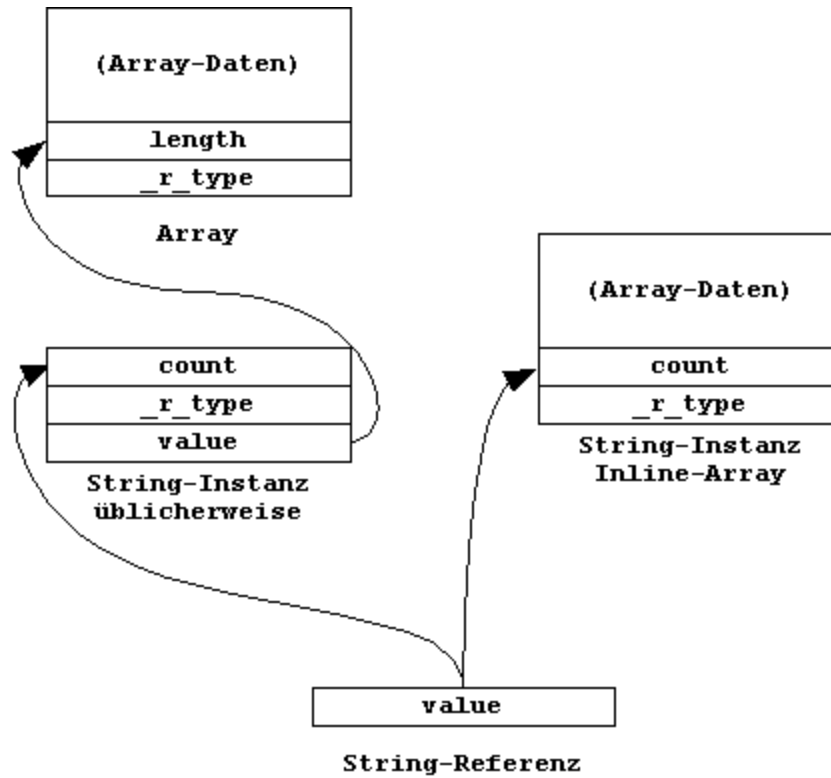 (Array-Daten)
length
_r_type
Array
(Array-Daten)
count
_r_type
String-Instanz
Inline-Array
count
_r_type
value
String-Instanz
üblicherweise
value
String-Referenz